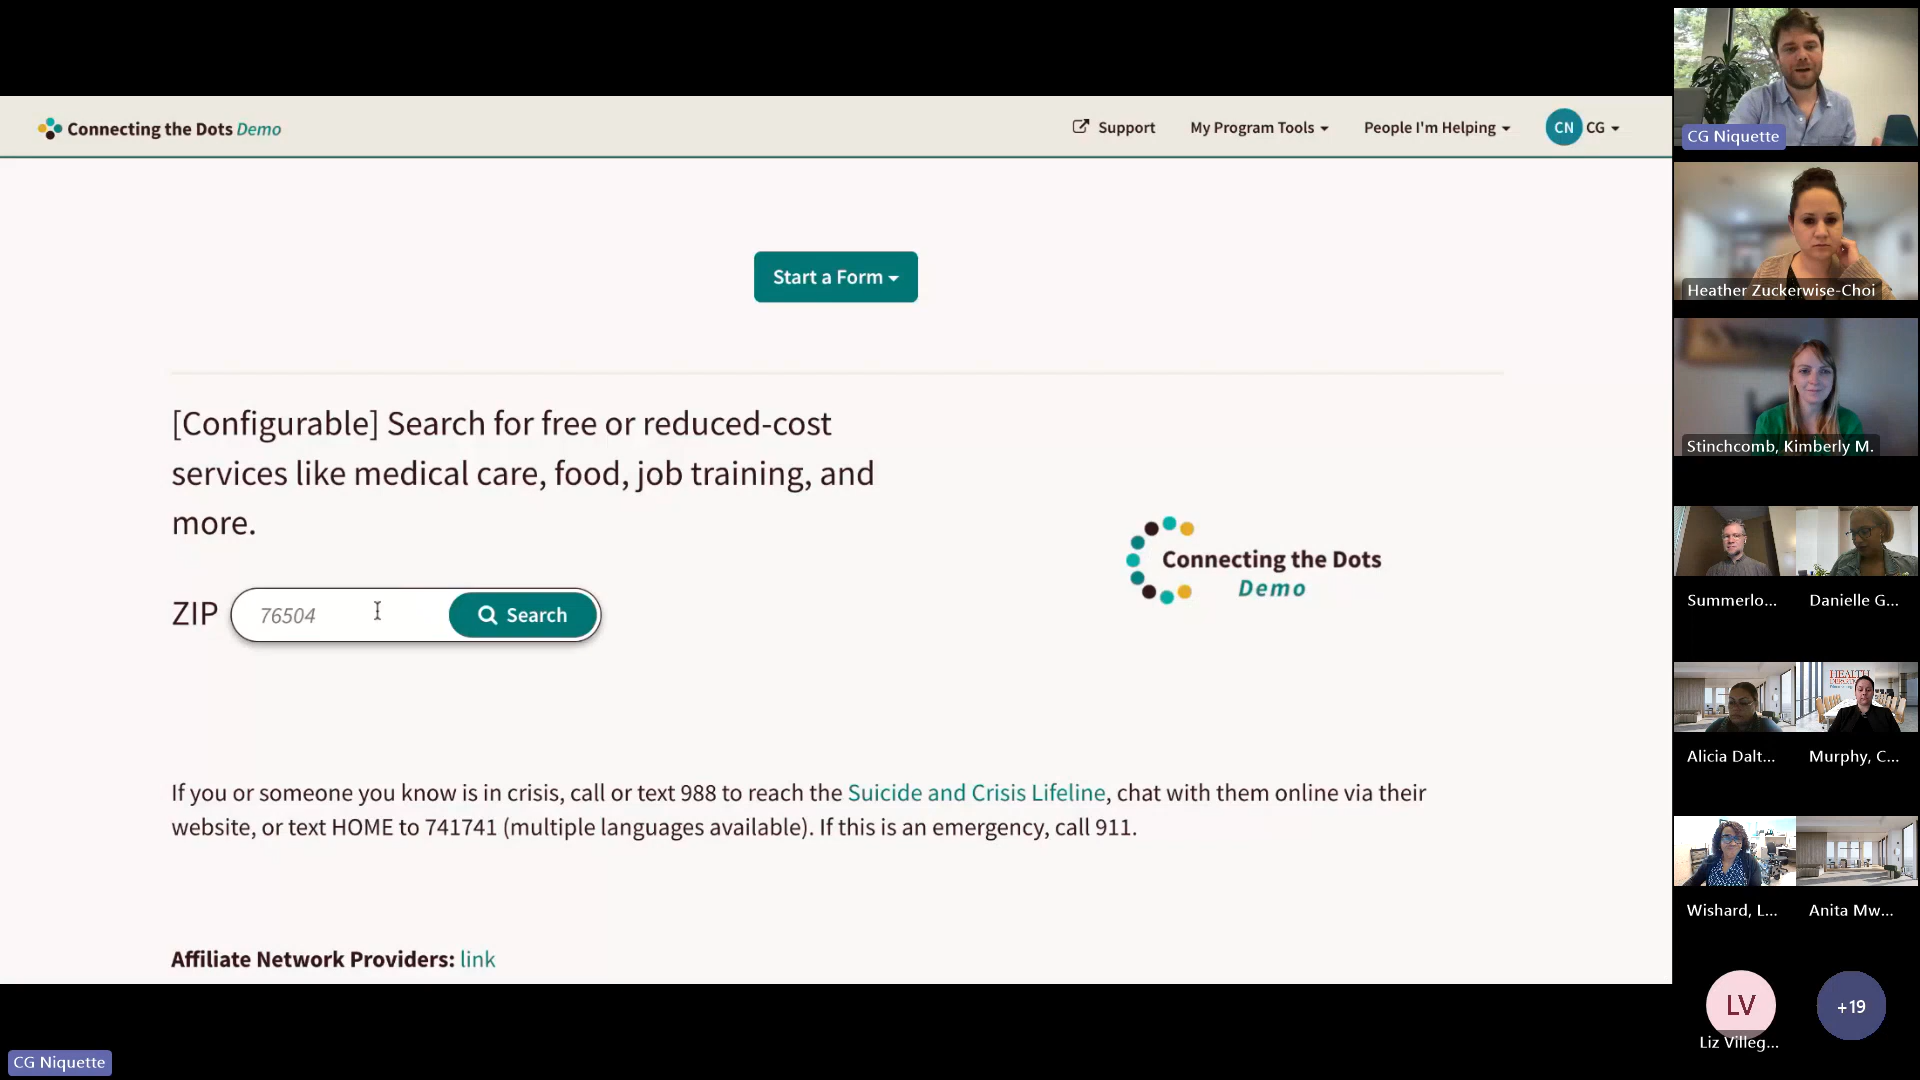 Connecting the Dots Demo
Support
My Program Tools
People I'm Helping
CN CG
Start a Form
[Configurable] Search for free or reduced-cost
services like medical care, food, job training, and
more.
ZIP 76504 Search
Connecting the Dots
Demo
If you or someone you know is in crisis, call or text 988 to reach the Suicide and Crisis Lifeline, chat with them online via their
website, or text HOME to 741741 (multiple languages available). If this is an emergency, call 911.
Affiliate Network Providers: link
CG Niquette
CG Niquette
Heather Zuckerwise-Choi
Stinchcomb, Kimberly M.
Summerlo... Danielle G...
HEALTH
Alicia Dalt... Murphy, C...
Wishard, L... Anita Mw...
LV +19
Liz Villeg...